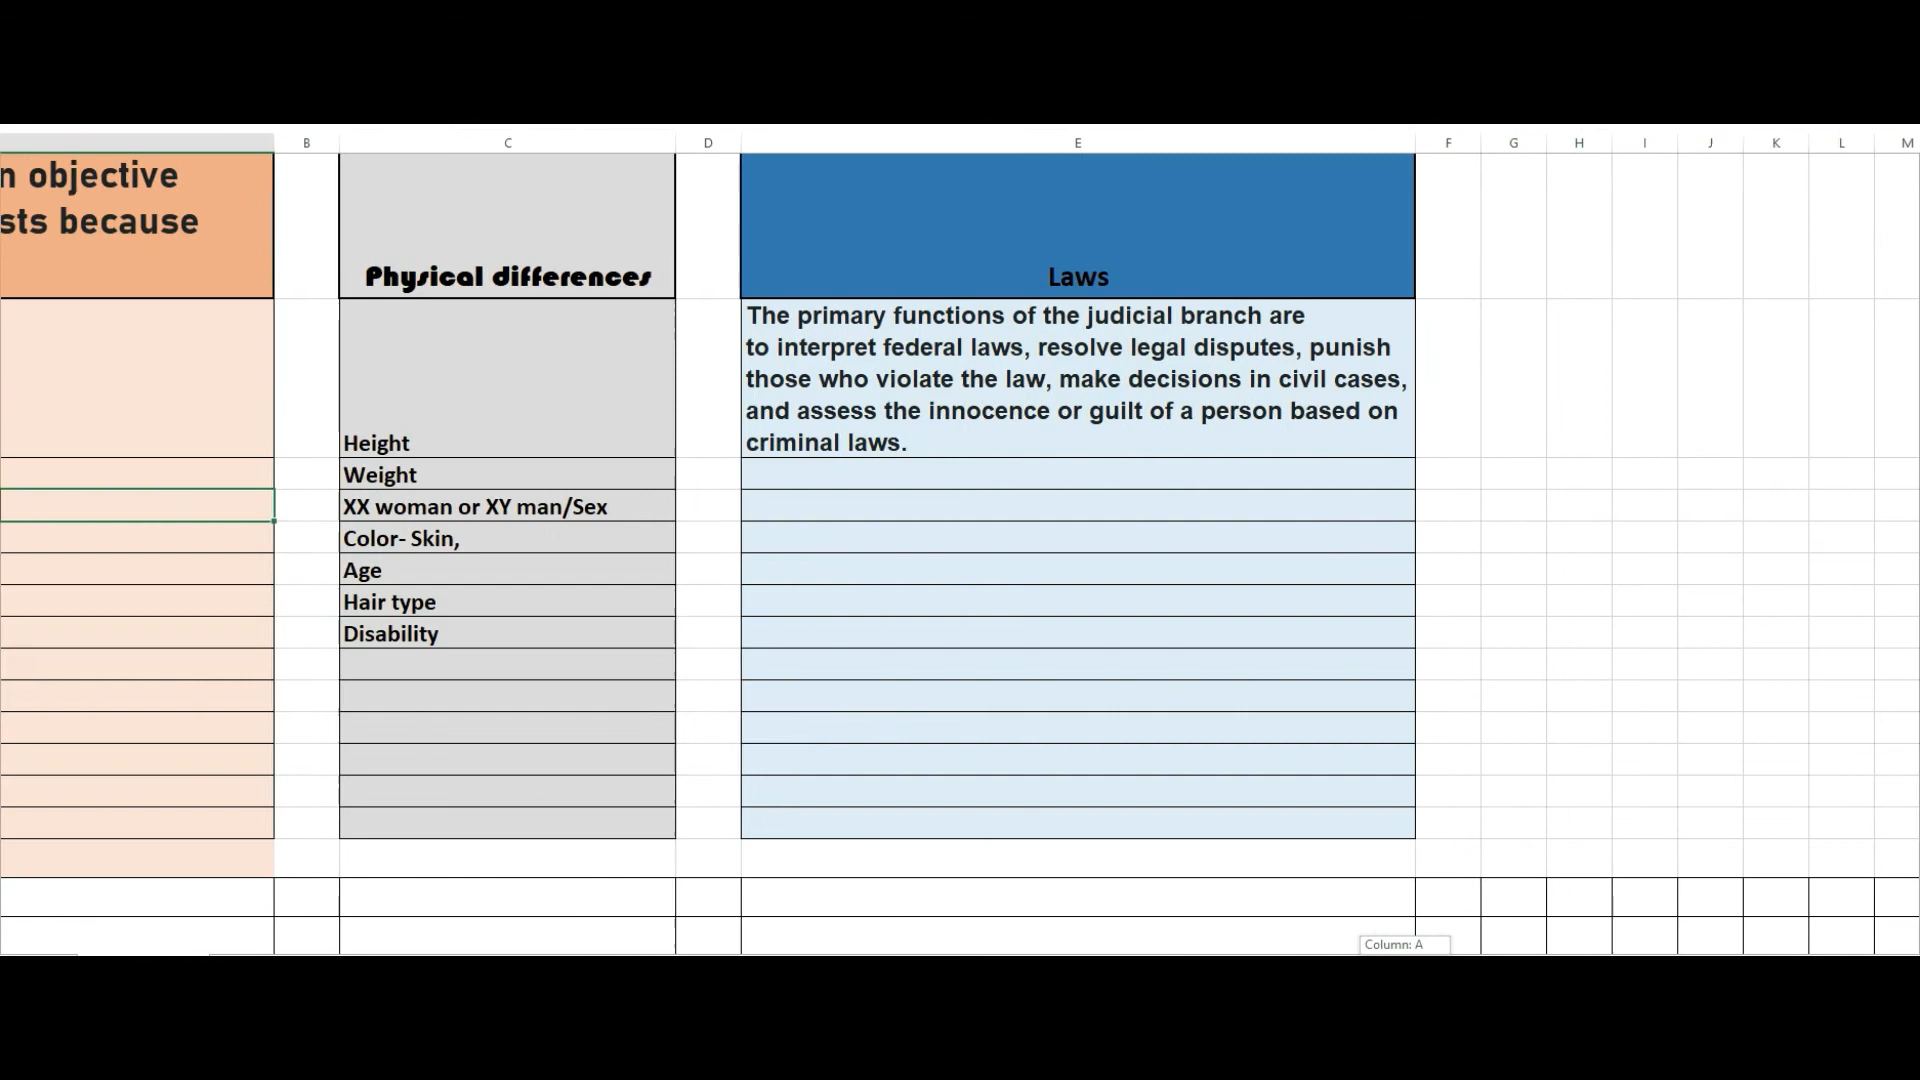 B C D E F G H I J K L M
n objective
sts because
Physical differences
Laws
The primary functions of the judicial branch are
to interpret federal laws, resolve legal disputes, punish
those who violate the law, make decisions in civil cases,
and assess the innocence or guilt of a person based on
criminal laws.
Height
Weight
XX woman or XY man/Sex
Color- Skin,
Age
Hair type
Disability
Column: A